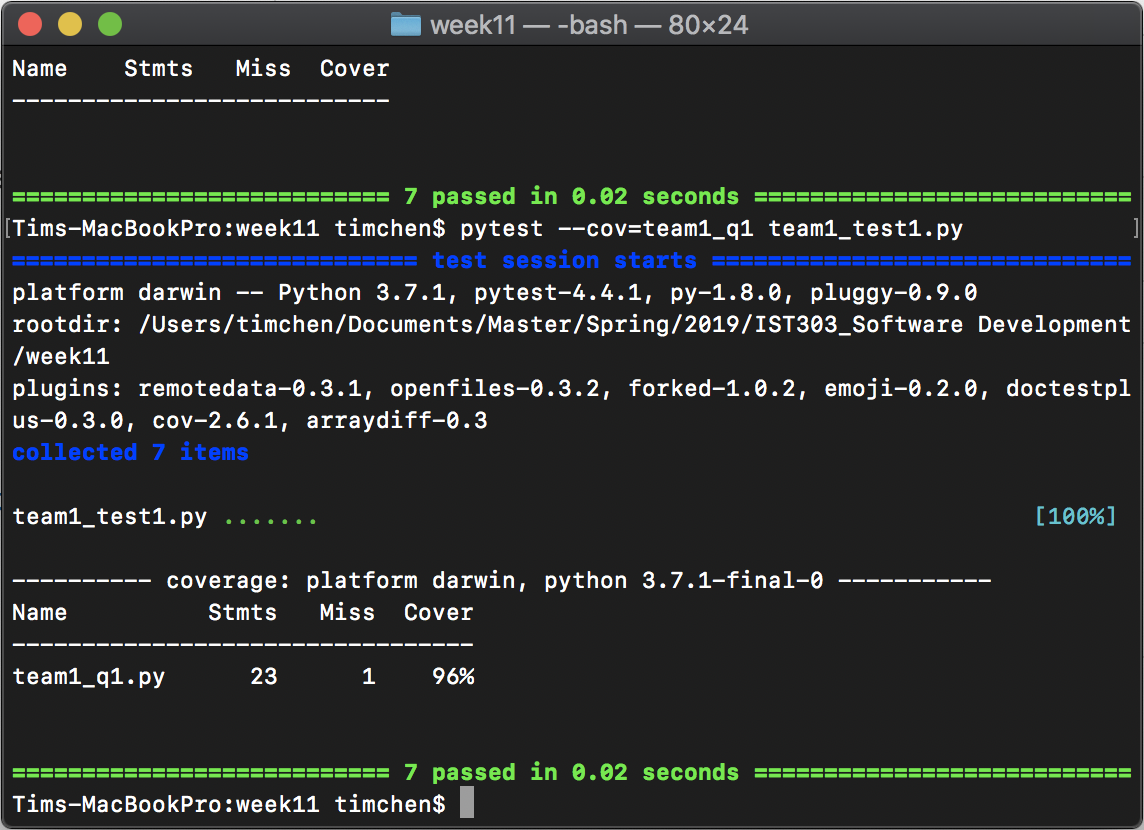 week11 — -bash — 80×24
Name    Stmts   Miss  Cover
---------------------------
=========================== 7 passed in 0.02 seconds ===========================
[Tims-MacBookPro:week11 timchen$ pytest --cov=team1_q1 team1_test1.py            ]
============================= test session starts ==============================
platform darwin -- Python 3.7.1, pytest-4.4.1, py-1.8.0, pluggy-0.9.0
rootdir: /Users/timchen/Documents/Master/Spring/2019/IST303_Software Development
/week11
plugins: remotedata-0.3.1, openfiles-0.3.2, forked-1.0.2, emoji-0.2.0, doctestpl
us-0.3.0, cov-2.6.1, arraydiff-0.3
collected 7 items
team1_test1.py .......                                                   [100%]
---------- coverage: platform darwin, python 3.7.1-final-0 -----------
Name          Stmts   Miss  Cover
---------------------------------
team1_q1.py      23      1    96%
=========================== 7 passed in 0.02 seconds ===========================
Tims-MacBookPro:week11 timchen$